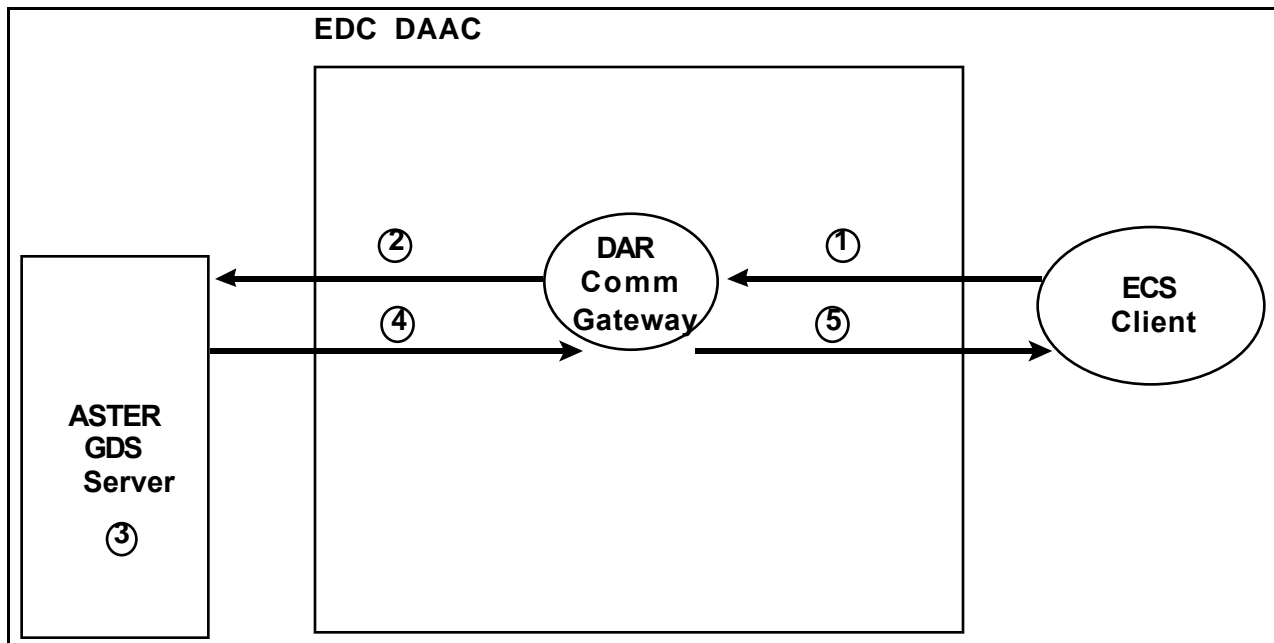 EDC DAAC
2
1
DAR
Comm
Gateway
ECS
Client
4
5
ASTER
GDS
Server
3